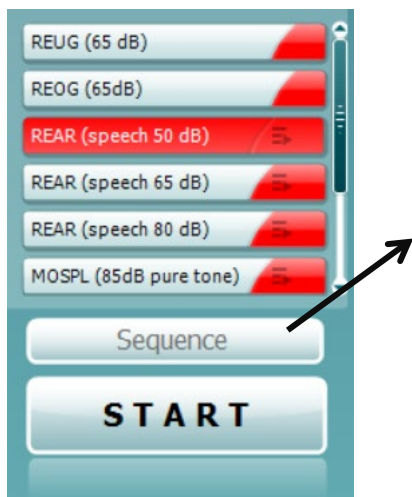 REUG (65 dB)
REOG (65dB)
REAR (speech 50 dB)
REAR (speech 65 dB)
REAR (speech 80 dB)
MOSPL (85dB pure tone)
Sequence
START